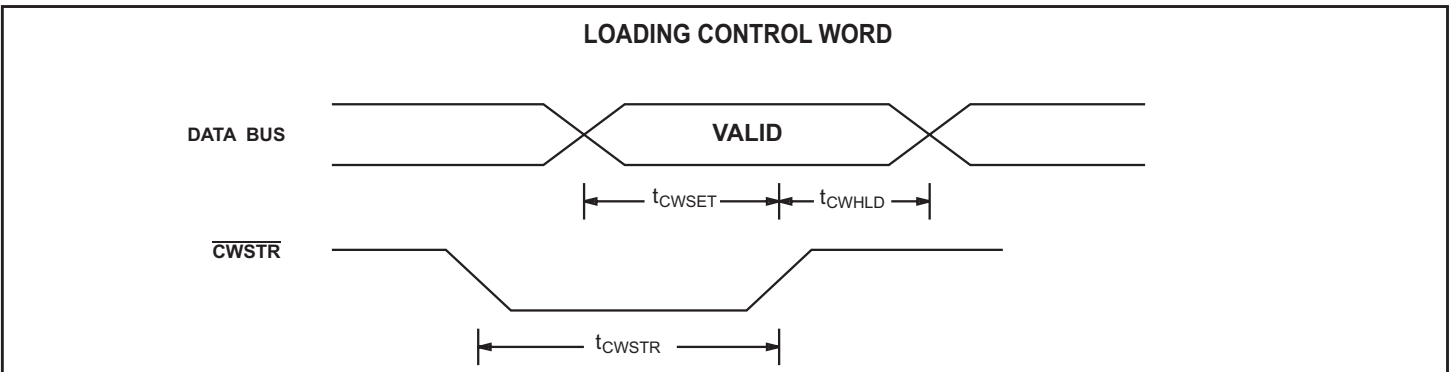 LOADING CONTROL WORD
DATA BUS
VALID
tCWSET
tCWHLD
CWSTR
tCWSTR